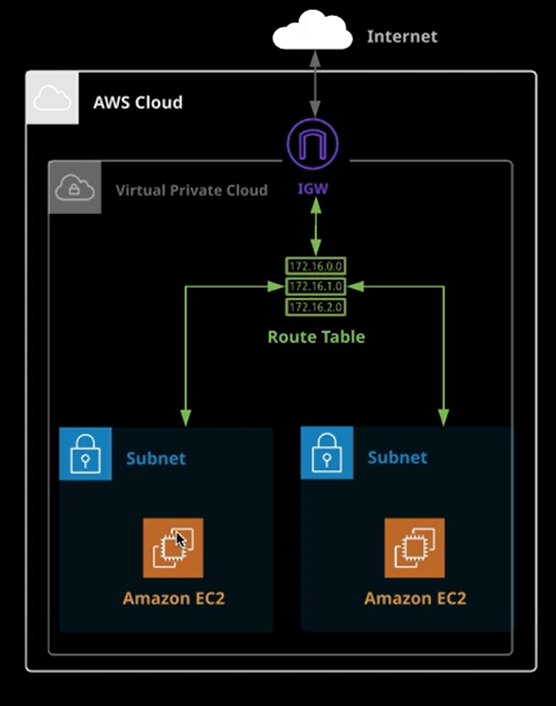 Internet
AWS Cloud
Virtual Private Cloud
IGW
172.16.0.0
172.16.1.0
172.16.2.0
Route Table
Subnet
Subnet
Amazon EC2
Amazon EC2